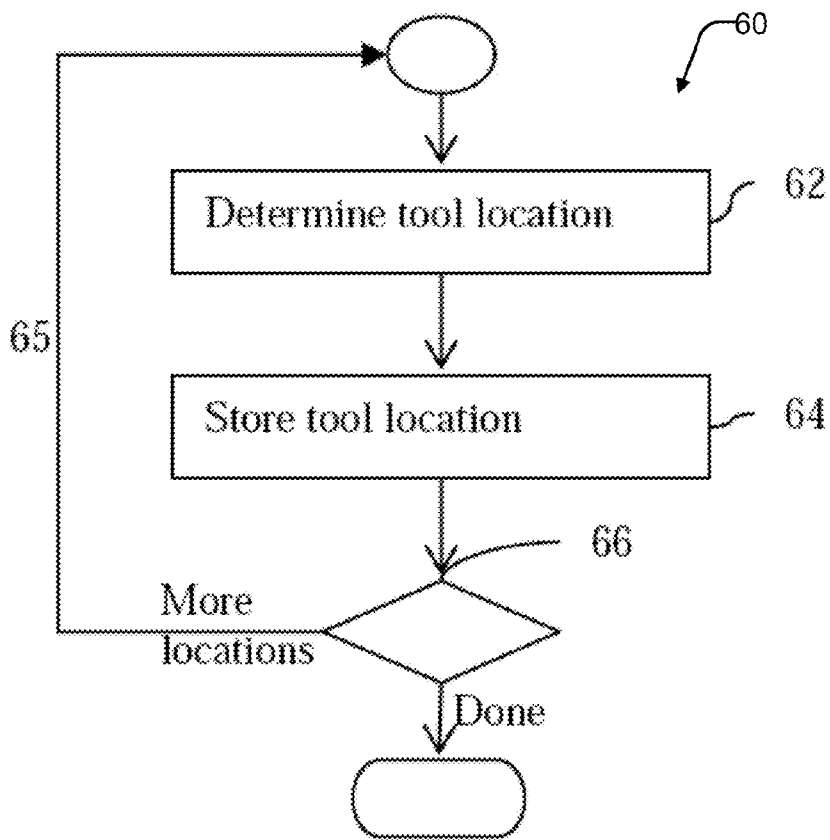 60
Determine tool location
62
65
Store tool location
64
66
More
locations
Done